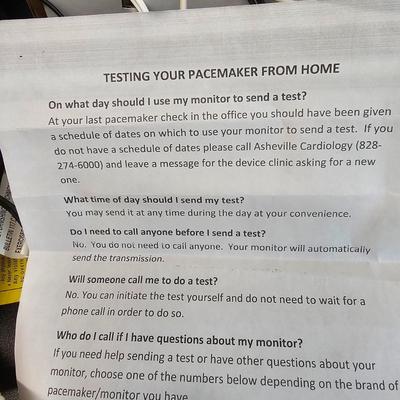 TESTING YOUR PACEMAKER FROM HOME
On what day should I use my monitor to send a test?
At your last pacemaker check in the office you should have been given
a schedule of dates on which to use your monitor to send a test. If you
do not have a schedule of dates please call Asheville Cardiology (828-
274-6000) and leave a message for the device clinic asking for a new
one.
What time of day should I send my test?
You may send it at any time during the day at your convenience.
Do I need to call anyone before I send a test?
No. You do not need to call anyone. Your monitor will automatically
send the transmission.
Will someone call me to do a test?
No. You can initiate the test yourself and do not need to wait for a
phone call in order to do so.
Who do I call if I have questions about my monitor?
If you need help sending a test or have other questions about your
monitor, choose one of the numbers below depending on the brand of
pacemaker/monitor you have